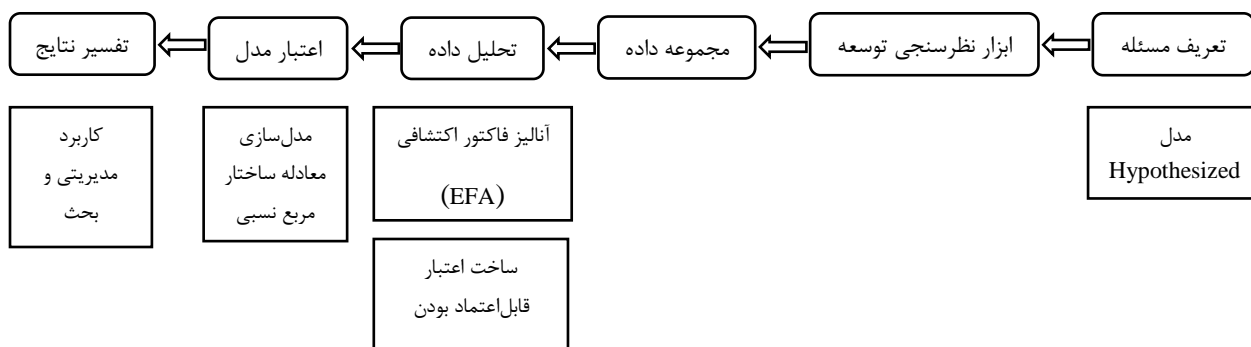 تعریف مسئله
ابزار نظرسنجی توسعه
مجموعه داده
تحلیل داده
اعتبار مدل
تفسیر نتایج
مدل
Hypothesized
آنالیز فاکتور اکتشافی
(EFA)
ساخت اعتبار
قابل‌اعتماد بودن
مدل‌سازی
معادله ساختار
مربع نسبی
کاربرد
مدیریتی و
بحث